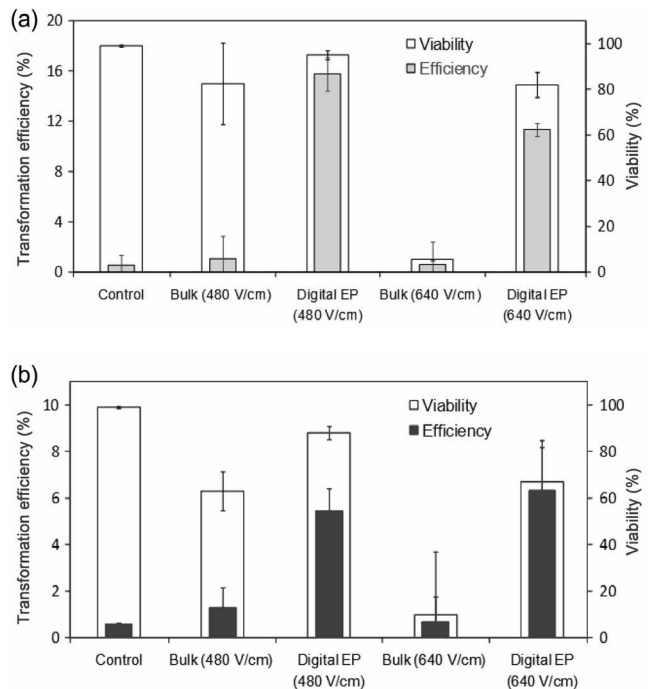 (a)
20
16
12
8
4
0
Transformation efficiency (%)
Viability
Efficiency
100
80
60
40
20
0
Viability (%)
Control
Bulk (480 V/cm)
Digital EP
(480 V/cm)
Bulk (640 V/cm)
Digital EP
(640 V/cm)
(b)
10
8
6
4
2
0
Transformation efficiency (%)
Viability
Efficiency
100
80
60
40
20
0
Viability (%)
Control
Bulk (480 V/cm)
Digital EP
(480 V/cm)
Bulk (640 V/cm)
Digital EP
(640 V/cm)